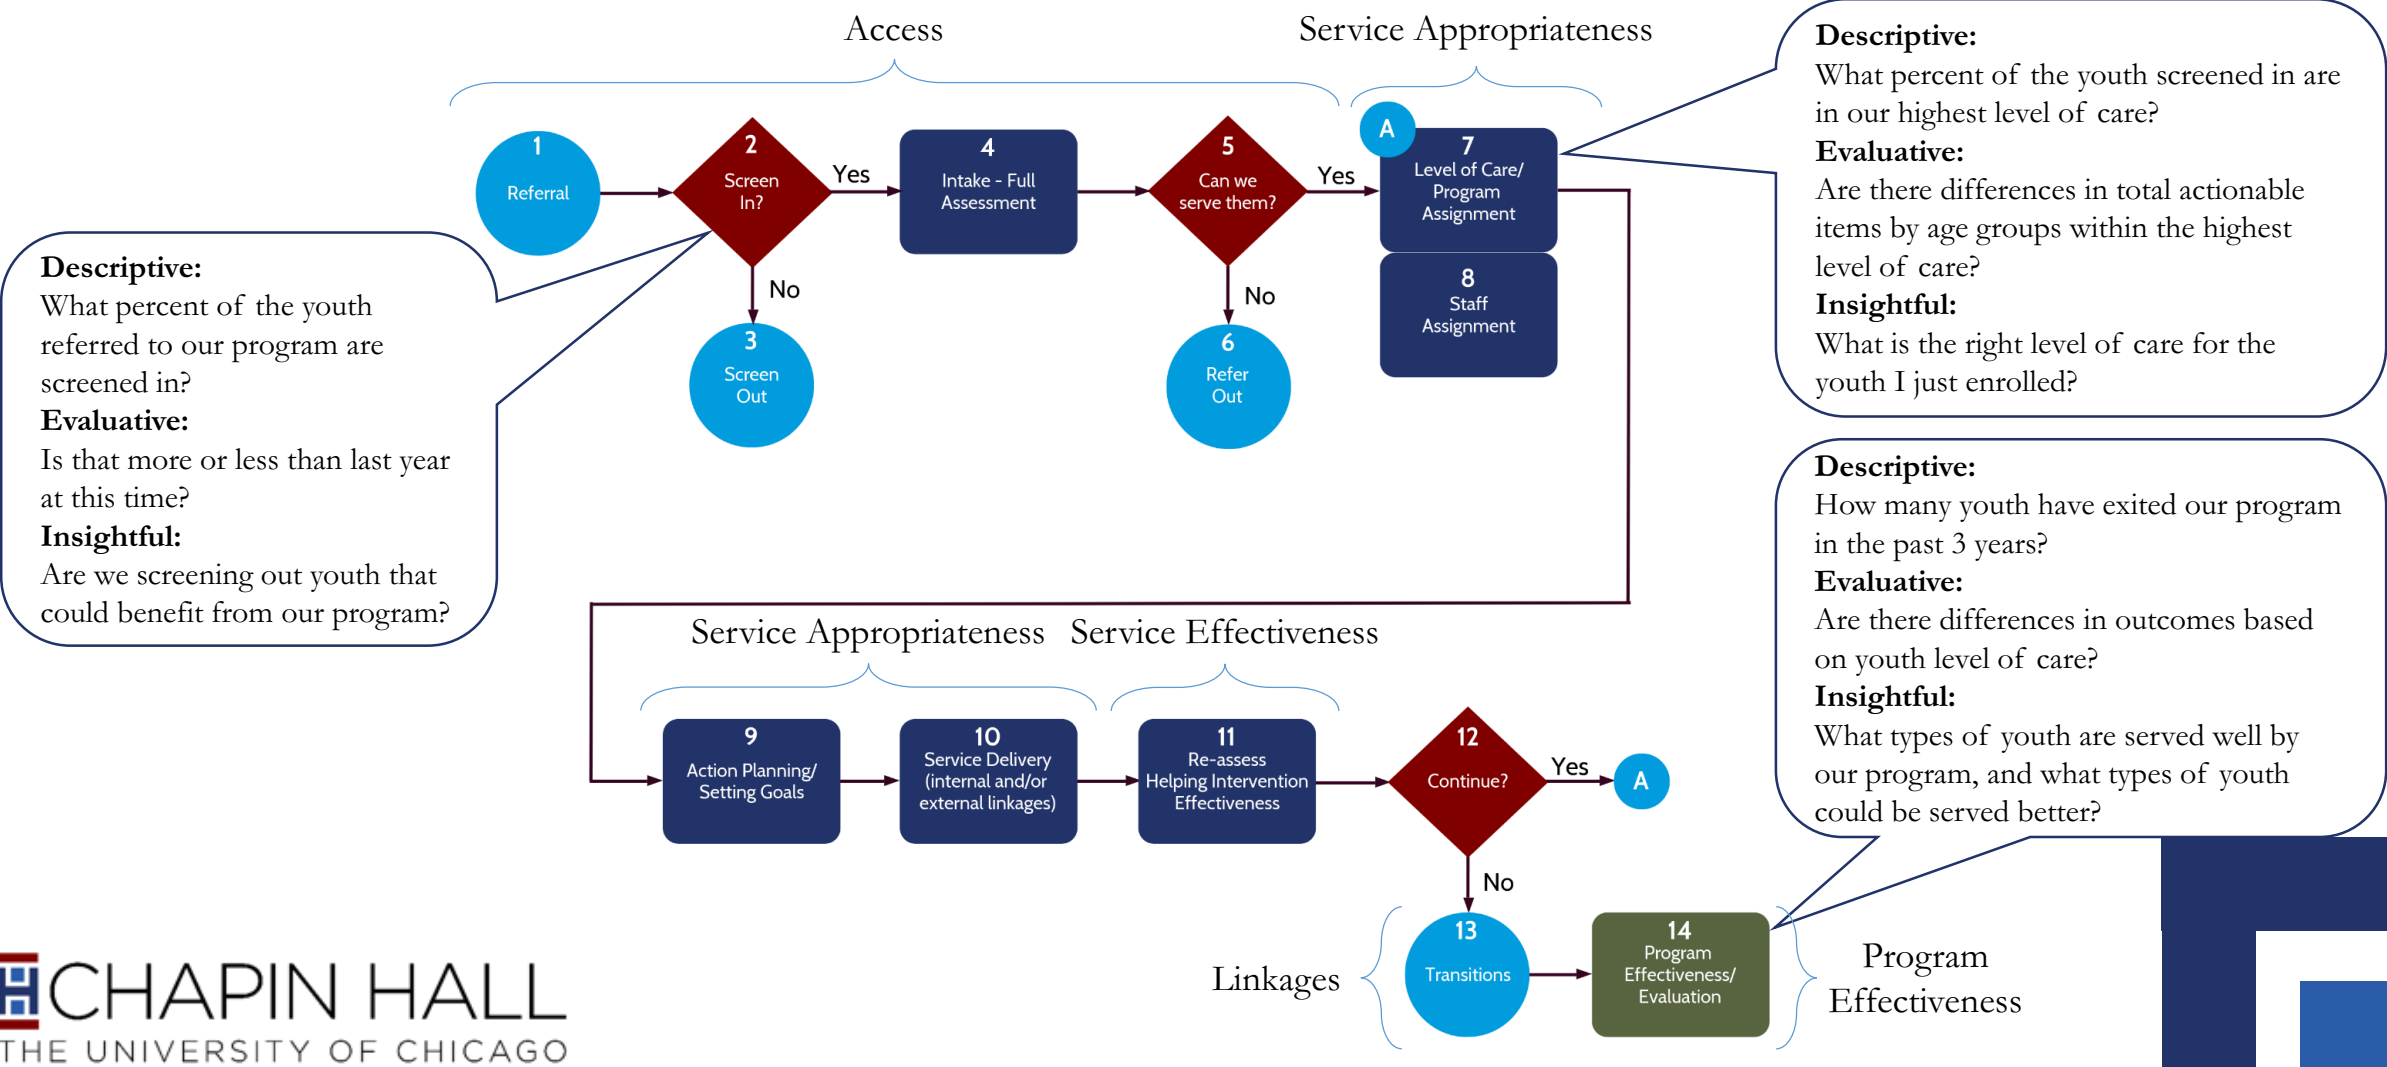 Access
Service Appropriateness
1
Referral
2
Screen
In?
Yes
No
3
Screen
Out
4
Intake - Full
Assessment
5
Can we
serve them?
Yes
No
6
Refer
Out
A
7
Level of Care/
Program
Assignment
8
Staff
Assignment
Descriptive:
What percent of the youth
referred to our program are
screened in?
Evaluative:
Is that more or less than last year
at this time?
Insightful:
Are we screening out youth that
could benefit from our program?
Descriptive:
What percent of the youth screened in are
in our highest level of care?
Evaluative:
Are there differences in total actionable
items by age groups within the highest
level of care?
Insightful:
What is the right level of care for the
youth I just enrolled?
Service Appropriateness
Service Effectiveness
9
Action Planning/
Setting Goals
10
Service Delivery
(internal and/or
external linkages)
11
Re-assess
Helping Intervention
Effectiveness
12
Continue?
Yes
A
No
Linkages
13
Transitions
14
Program
Effectiveness/
Evaluation
Program
Effectiveness
Descriptive:
How many youth have exited our program
in the past 3 years?
Evaluative:
Are there differences in outcomes based
on youth level of care?
Insightful:
What types of youth are served well by
our program, and what types of youth
could be served better?
CHAPIN HALL
THE UNIVERSITY OF CHICAGO